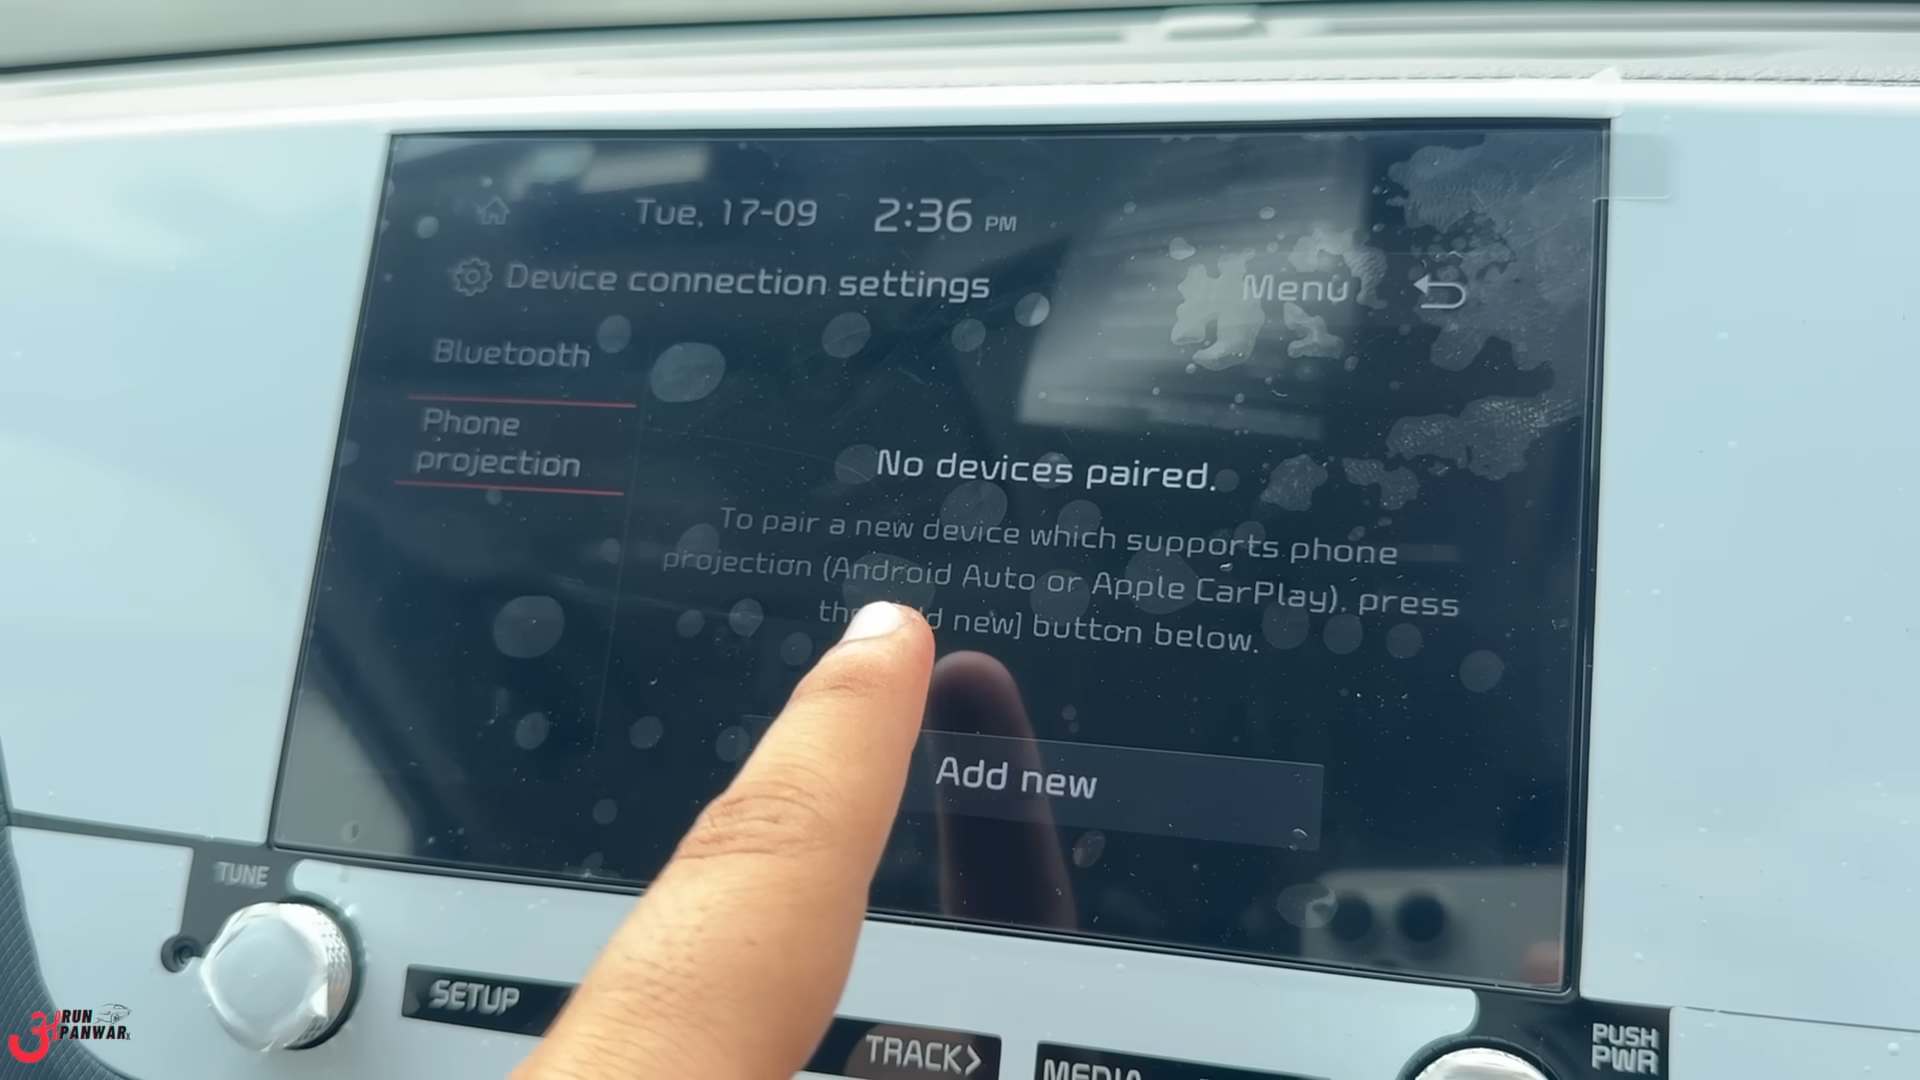 Tue, 17-09 2:36 PM
Device connection settings
Menu
Bluetooth
Phone
projection
No devices paired.
To pair a new device which supports phone
projection (Android Auto or Apple CarPlay), press
new] button below.
Add new
TUNE
SETUP
TRACK>
MEDIA
PUSH
PWR
RUN
PANWAR